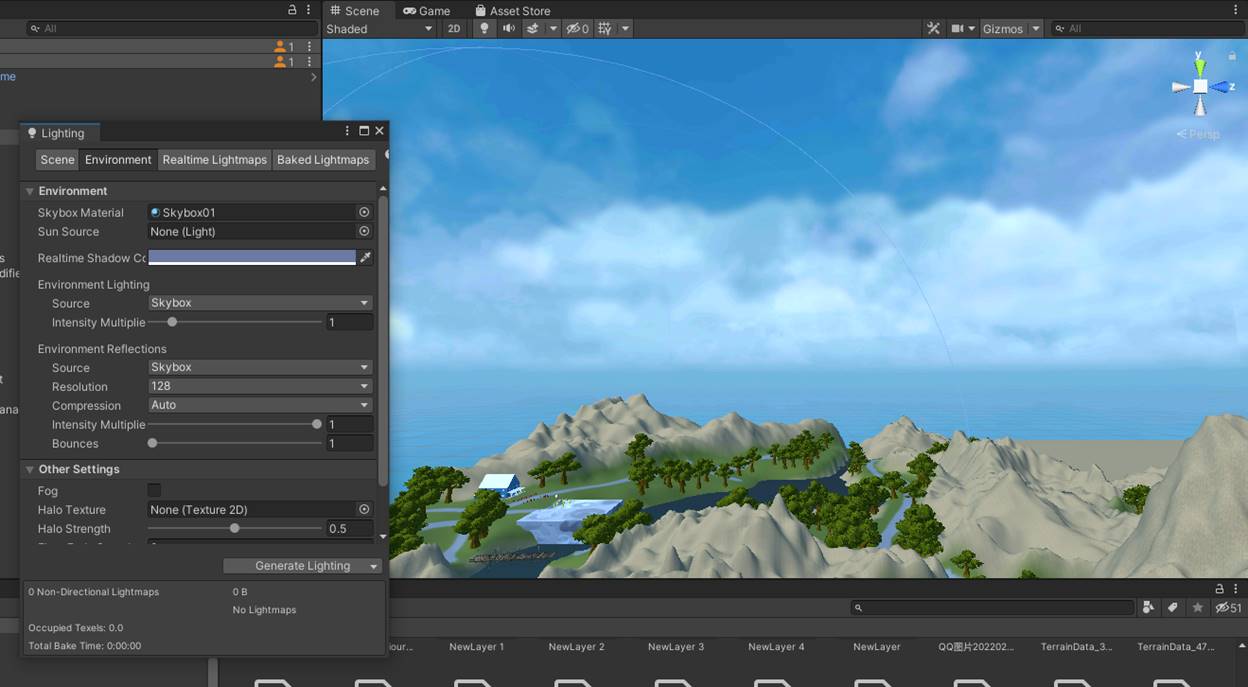 Scene Game Asset Store
All
Shaded 2D 0 Gizmos All
1
1
me
y
z
Persp
Lighting
Scene Environment Realtime Lightmaps Baked Lightmaps
Environment
Skybox Material Skybox01
Sun Source None (Light)
Realtime Shadow Co
s
difie
Environment Lighting
Source Skybox
Intensity Multiplie 1
Environment Reflections
Source Skybox
t
Resolution 128
Compression Auto
ana
Intensity Multiplie 1
Bounces 1
Other Settings
Fog
Halo Texture None (Texture 2D)
Halo Strength 0.5
Generate Lighting
0 Non-Directional Lightmaps 0 B
No Lightmaps
51
Occupied Texels: 0.0
Total Bake Time: 0:00:00
our... NewLayer 1 NewLayer 2 NewLayer 3 NewLayer 4 NewLayer QQ图片202202... TerrainData_3... TerrainData_47...